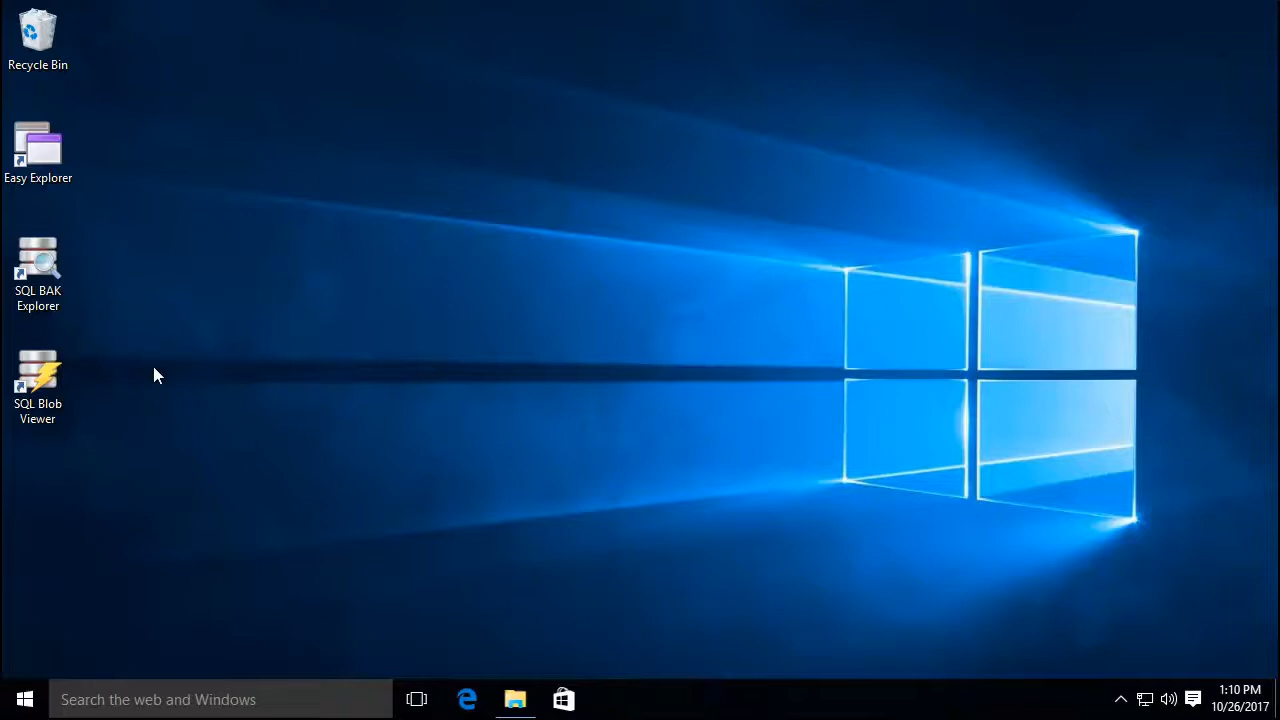 Recycle Bin
Easy Explorer
SQL BAK
Explorer
SQL Blob
Viewer
Search the web and Windows
1:10 PM
10/26/2017